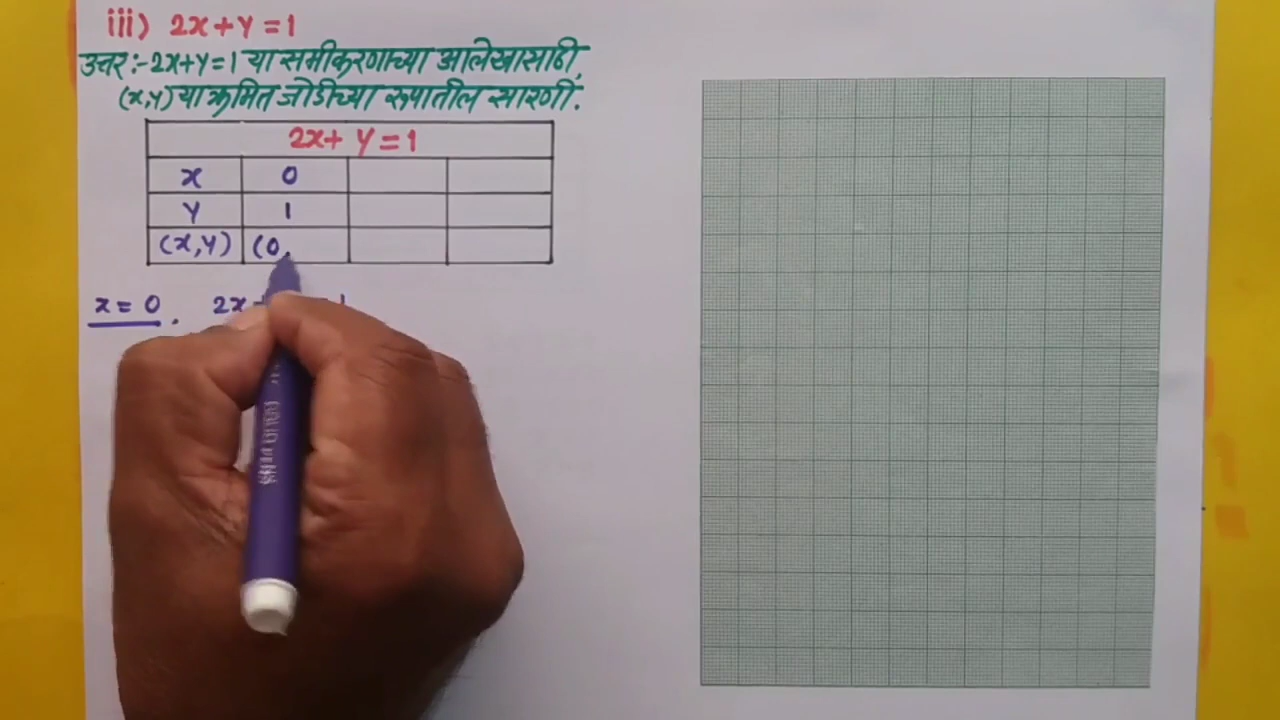 iii) 2x+y=1
उत्तर:- 2x+y=1 या समीकरणाच्या आलेखासाठी,
(x,y) या क्रमित जोडीच्या रुपातील सारणी.
2x+ y=1
x 0
y 1
(x,y) (0,
x = 0 . 2x 1